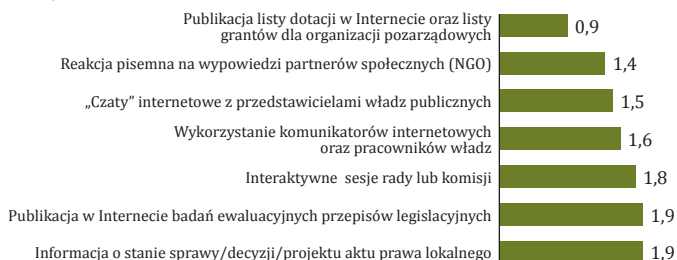 Publikacja listy dotacji w Internecie oraz listy
grantów dla organizacji pozarządowych
0,9
Reakcja pisemna na wypowiedzi partnerów społecznych (NGO)
1,4
„Czaty” internetowe z przedstawicielami władz publicznych
1,5
Wykorzystanie komunikatorów internetowych
oraz pracowników władz
1,6
Interaktywne sesje rady lub komisji
1,8
Publikacja w Internecie badań ewaluacyjnych przepisów legislacyjnych
1,9
Informacja o stanie sprawy/decyzji/projektu aktu prawa lokalnego
1,9